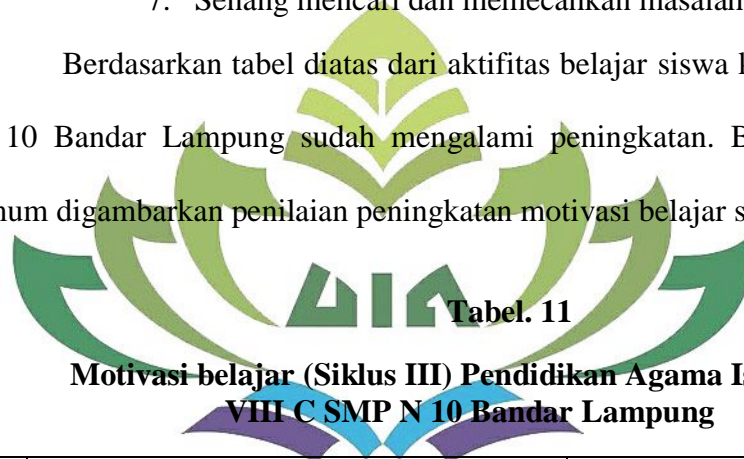 7. Senang mencari dan memecahkan masalah
Berdasarkan tabel diatas dari aktifitas belajar siswa
10 Bandar Lampung sudah mengalami peningkatan.
digambarkan penilaian peningkatan motivasi belajar
UIN
Tabel. 11
Motivasi belajar (Siklus III) Pendidikan Agama
VIII C SMP N 10 Bandar Lampung